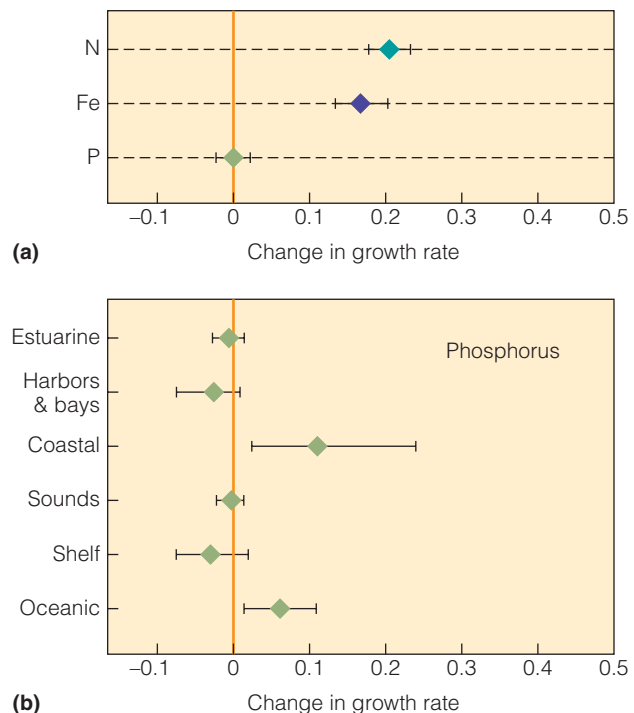 N
Fe
P
–0.1 0 0.1 0.2 0.3 0.4 0.5
(a) Change in growth rate
Estuarine
Phosphorus
Harbors
& bays
Coastal
Sounds
Shelf
Oceanic
–0.1 0 0.1 0.2 0.3 0.4 0.5
(b) Change in growth rate